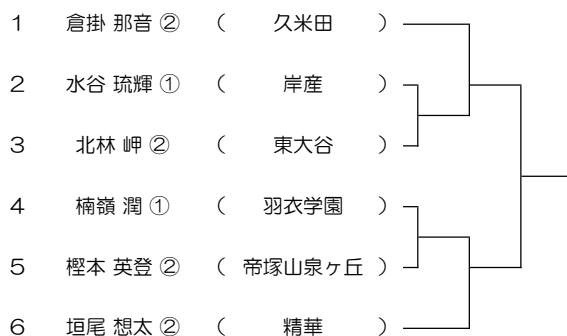 1 倉掛 那音 ② （ 久米田 ）
2 水谷 琉輝 ① （ 岸産 ）
3 北林 岬 ② （ 東大谷 ）
4 楠嶺 潤 ① （ 羽衣学園 ）
5 樫本 英登 ② （ 帝塚山泉ヶ丘 ）
6 垣尾 想太 ② （ 精華 ）